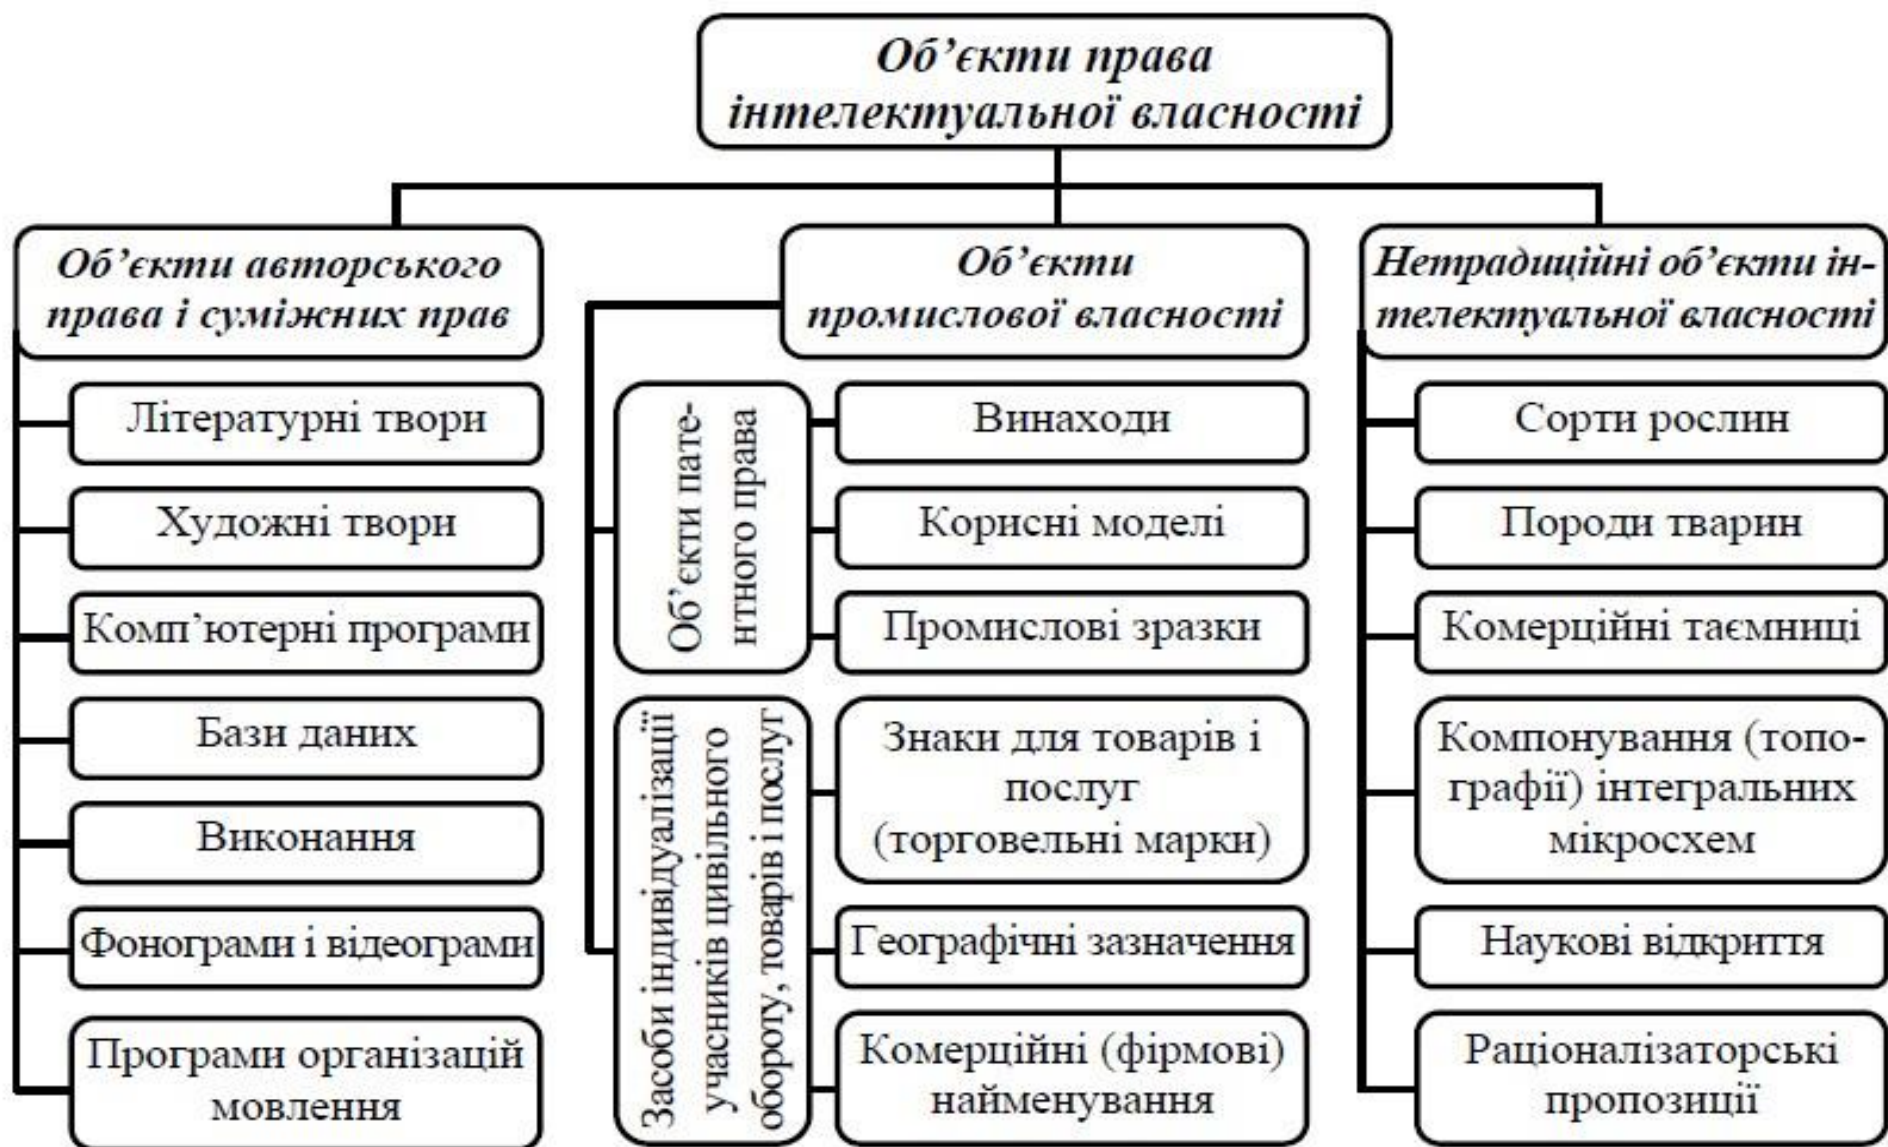 Об’єкти права
інтелектуальної власності
Об’єкти авторського
права і суміжних прав
Літературні твори
Художні твори
Комп’ютерні програми
Бази даних
Виконання
Фонограми і відеограми
Програми організацій
мовлення
Об’єкти
промислової власності
Об’єкти пате-
нтного права
Винаходи
Корисні моделі
Промислові зразки
Засоби індивідуалізації
учасників цивільного
обороту, товарів і послуг
Знаки для товарів і
послуг
(торговельні марки)
Географічні зазначення
Комерційні (фірмові)
найменування
Нетрадиційні об’єкти ін-
телектуальної власності
Сорти рослин
Породи тварин
Комерційні таємниці
Компонування (топо-
графії) інтегральних
мікросхем
Наукові відкриття
Раціоналізаторські
пропозиції